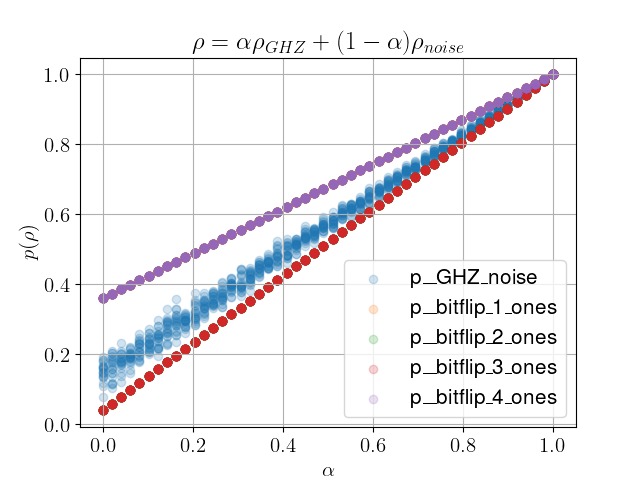 ρ = αρ_{GHZ} + (1 − α)ρ_{noise}
1.0
0.8
0.6
0.4
0.2
0.0
p(ρ)
p_GHZ_noise
p_bitflip_1_ones
p_bitflip_2_ones
p_bitflip_3_ones
p_bitflip_4_ones
0.0 0.2 0.4 0.6 0.8 1.0
α